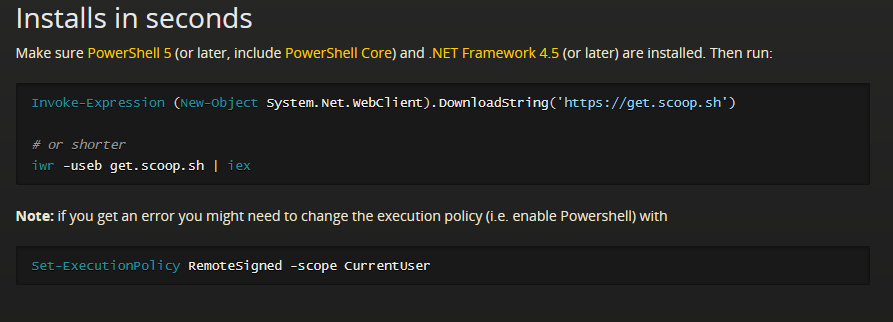 Installs in seconds
Make sure PowerShell 5 (or later, include PowerShell Core) and .NET Framework 4.5 (or later) are installed. Then run:
Invoke-Expression (New-Object System.Net.WebClient).DownloadString('https://get.scoop.sh')
# or shorter
iwr -useb get.scoop.sh | iex
Note: if you get an error you might need to change the execution policy (i.e. enable Powershell) with
Set-ExecutionPolicy RemoteSigned -scope CurrentUser